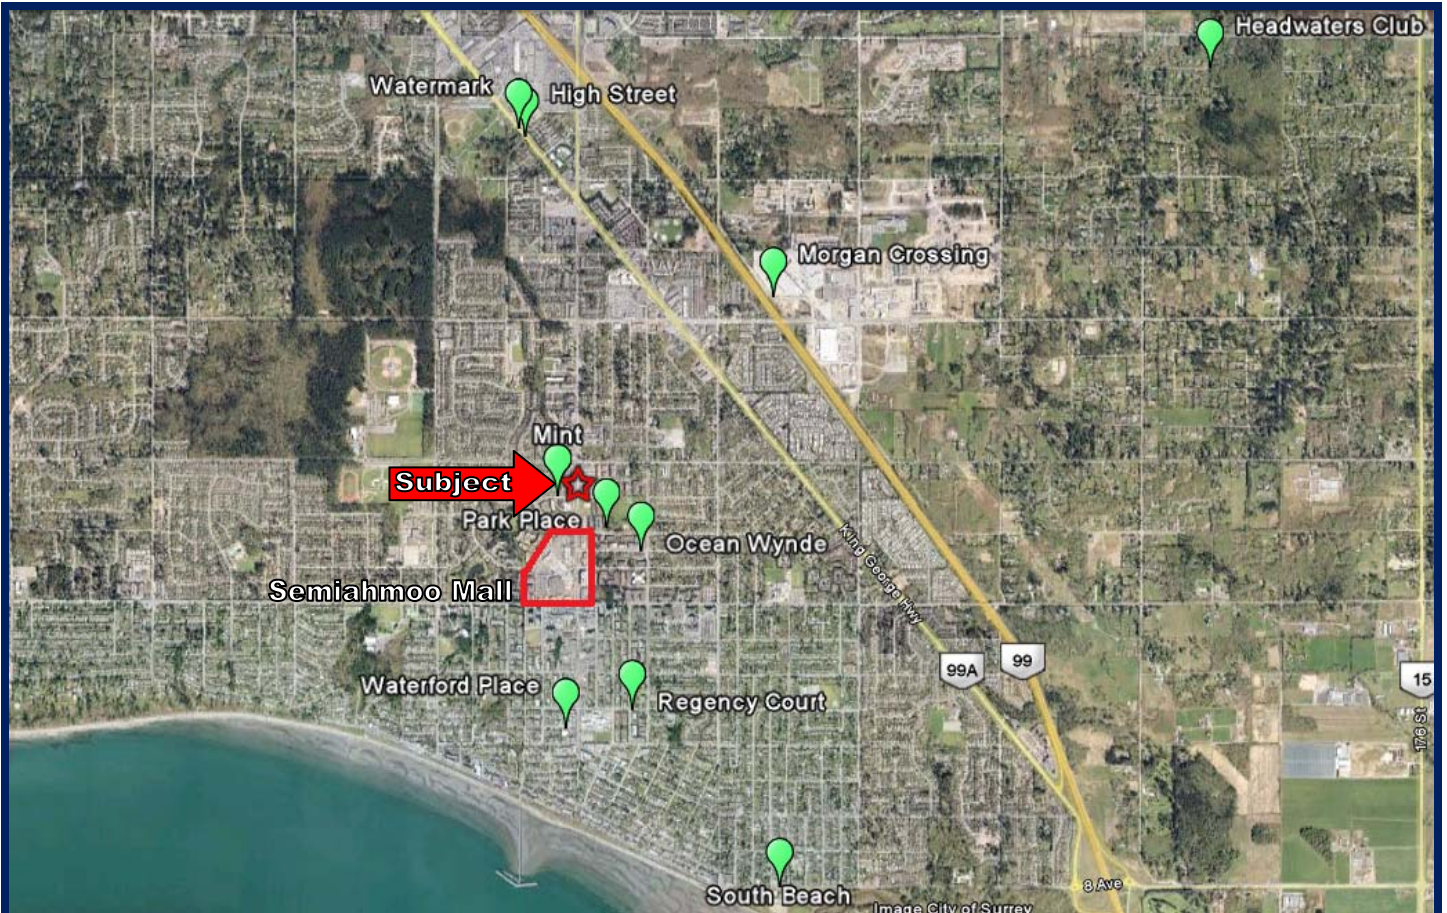 Headwaters Club
Watermark
High Street
Morgan Crossing
Mint
Subject
Park Place
Ocean Wynde
King George Hwy
Semiahmoo Mall
99A
99
15
Waterford Place
Regency Court
176 St
8 Ave
South Beach
Image City of Surrey